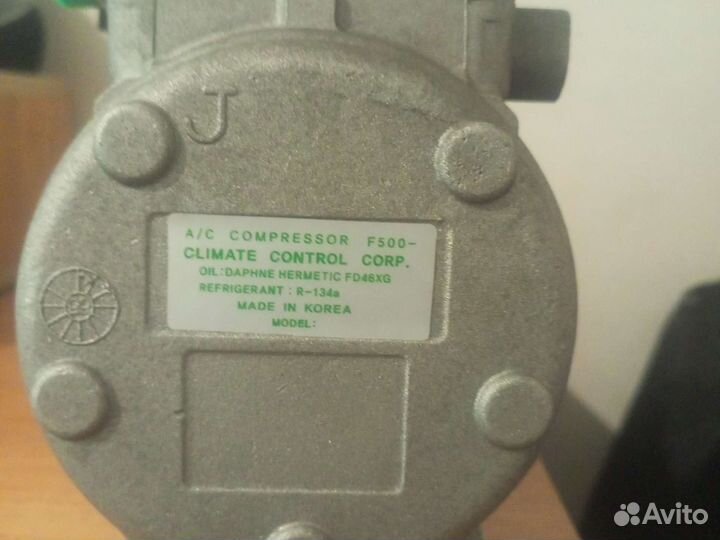 J
A/C COMPRESSOR F500-
CLIMATE CONTROL CORP.
OIL:DAPHNE HERMETIC FD46XG
REFRIGERANT : R-134a
MADE IN KOREA
MODEL:
Avito